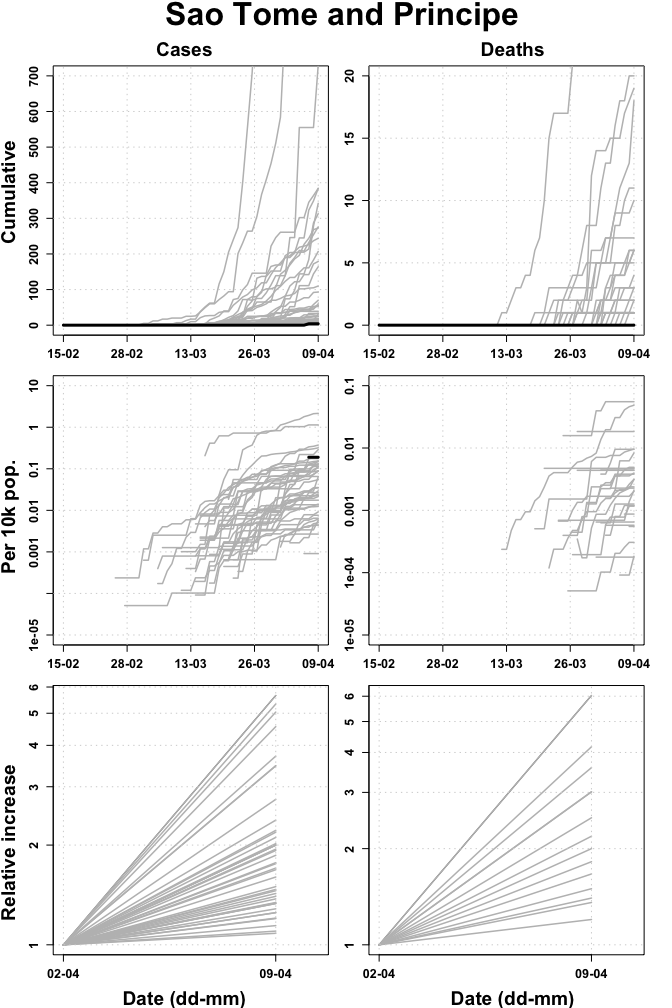 Sao Tome and Principe
Cases
Deaths
Cumulative
700
600
500
400
300
200
100
0
15-02 28-02 13-03 26-03 09-04
20
15
10
5
0
15-02 28-02 13-03 26-03 09-04
Per 10k pop.
10
1
0.1
0.01
0.001
1e-05
15-02 28-02 13-03 26-03 09-04
0.1
0.01
0.001
1e-04
1e-05
15-02 28-02 13-03 26-03 09-04
Relative increase
6
5
4
3
2
1
02-04 09-04
Date (dd-mm)
6
5
4
3
2
1
02-04 09-04
Date (dd-mm)